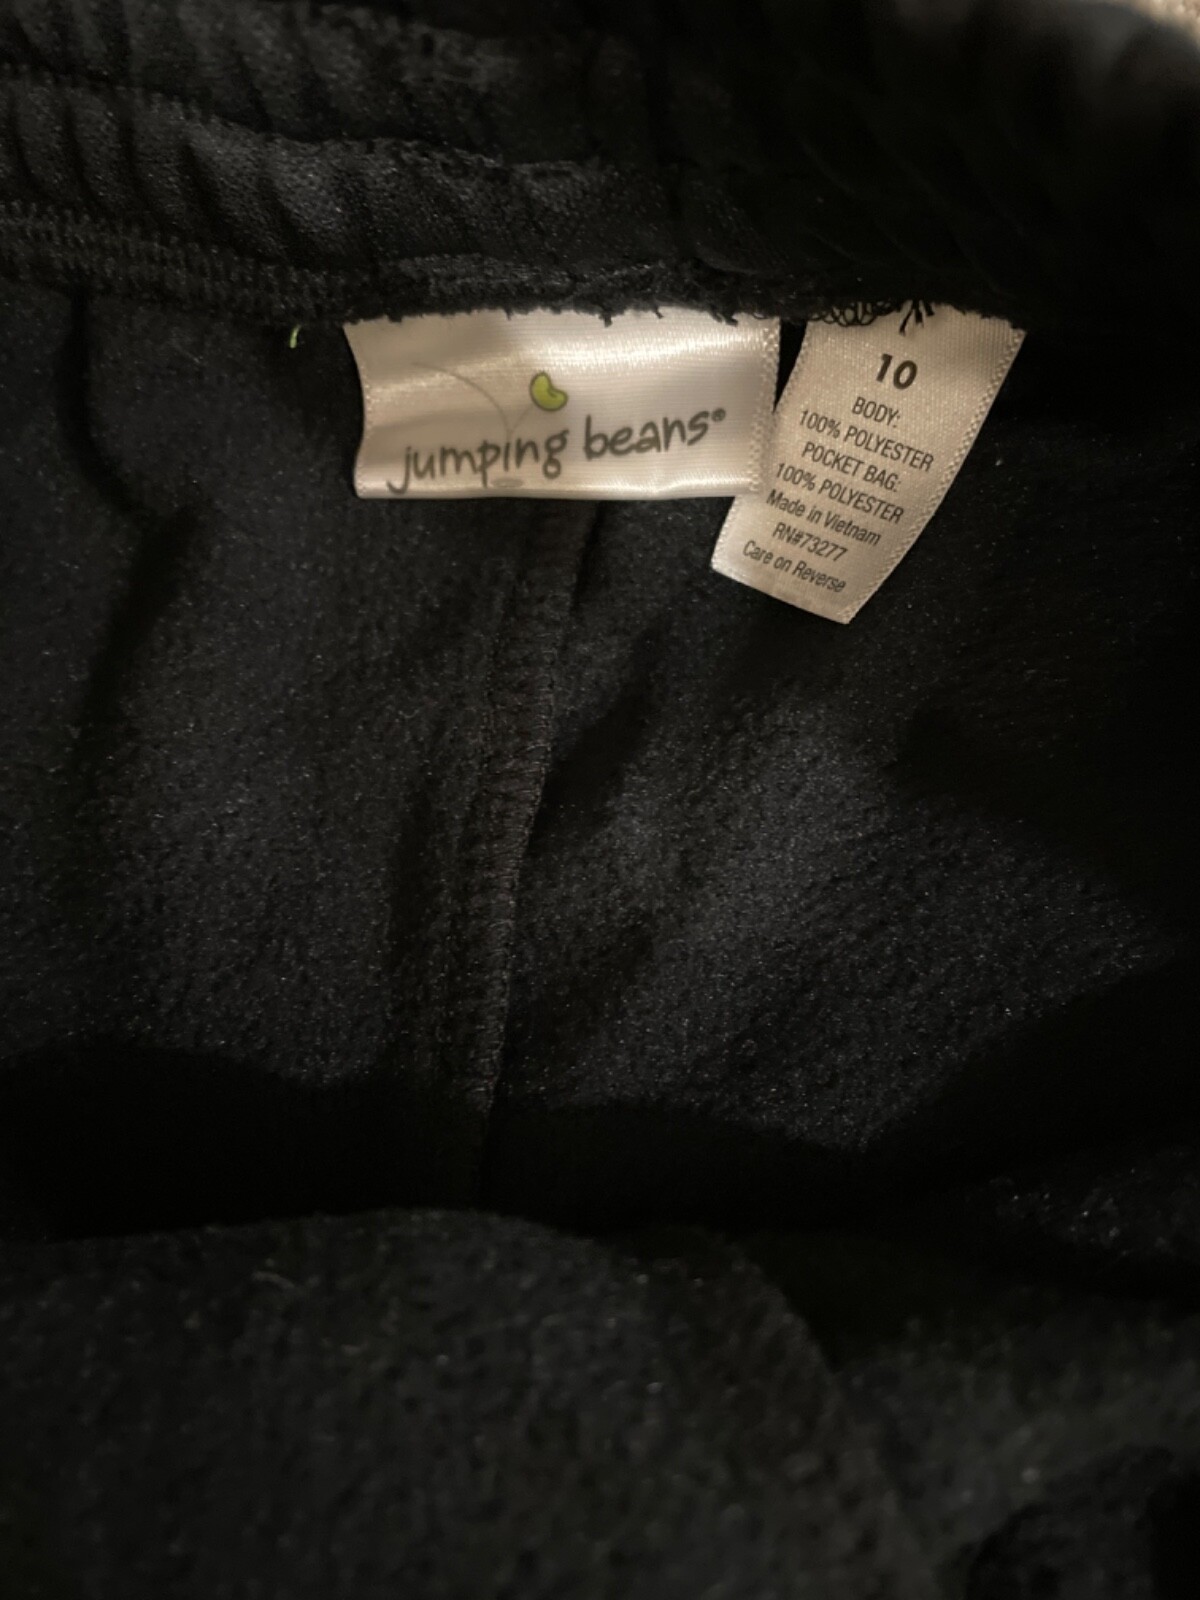 jumping beans®
10
BODY:
100% POLYESTER
POCKET BAG:
100% POLYESTER
Made in Vietnam
RN#73277
Care on Reverse